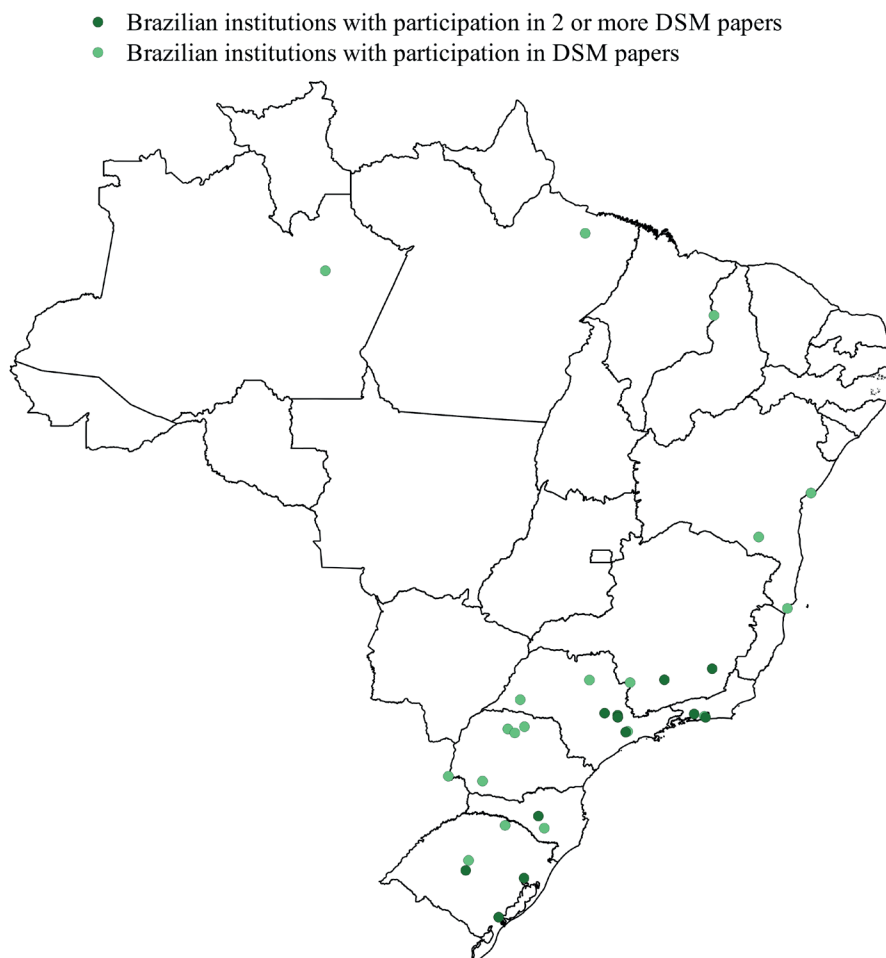 Brazilian institutions with participation in 2 or more DSM papers
Brazilian institutions with participation in DSM papers